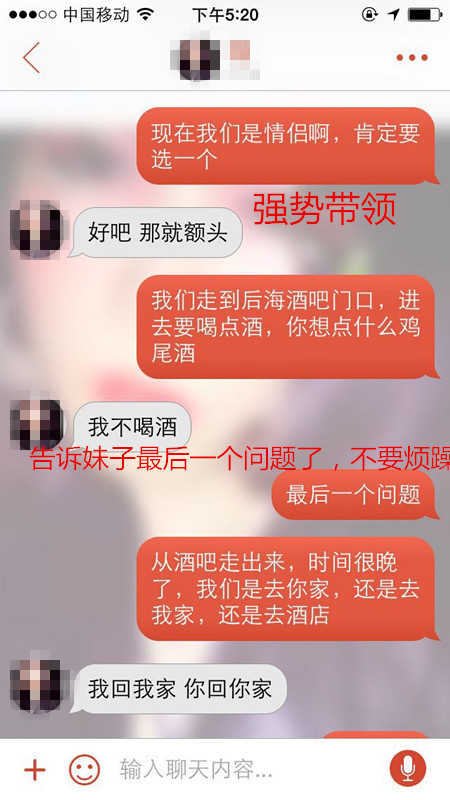 中国移动
下午5:20
现在我们是情侣啊，肯定要
选一个
强势带领
好吧 那就额头
我们走到后海酒吧门口，进
去要喝点酒，你想点什么鸡
尾酒
我不喝酒
告诉妹子最后一个问题了，不要烦躁
最后一个问题
从酒吧走出来，时间很晚
了，我们是去你家，还是去
我家，还是去酒店
我回我家 你回你家
输入聊天内容...